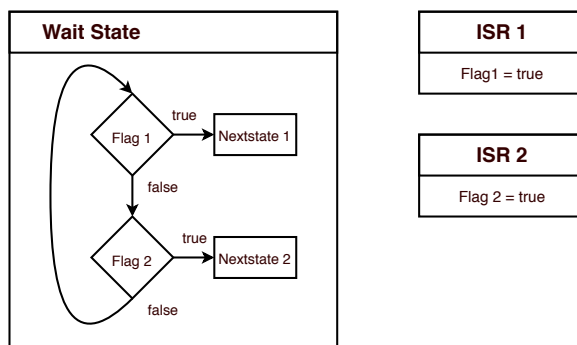 Wait State
Flag 1
true
Nextstate 1
false
Flag 2
true
Nextstate 2
false
ISR 1
Flag1 = true
ISR 2
Flag 2 = true